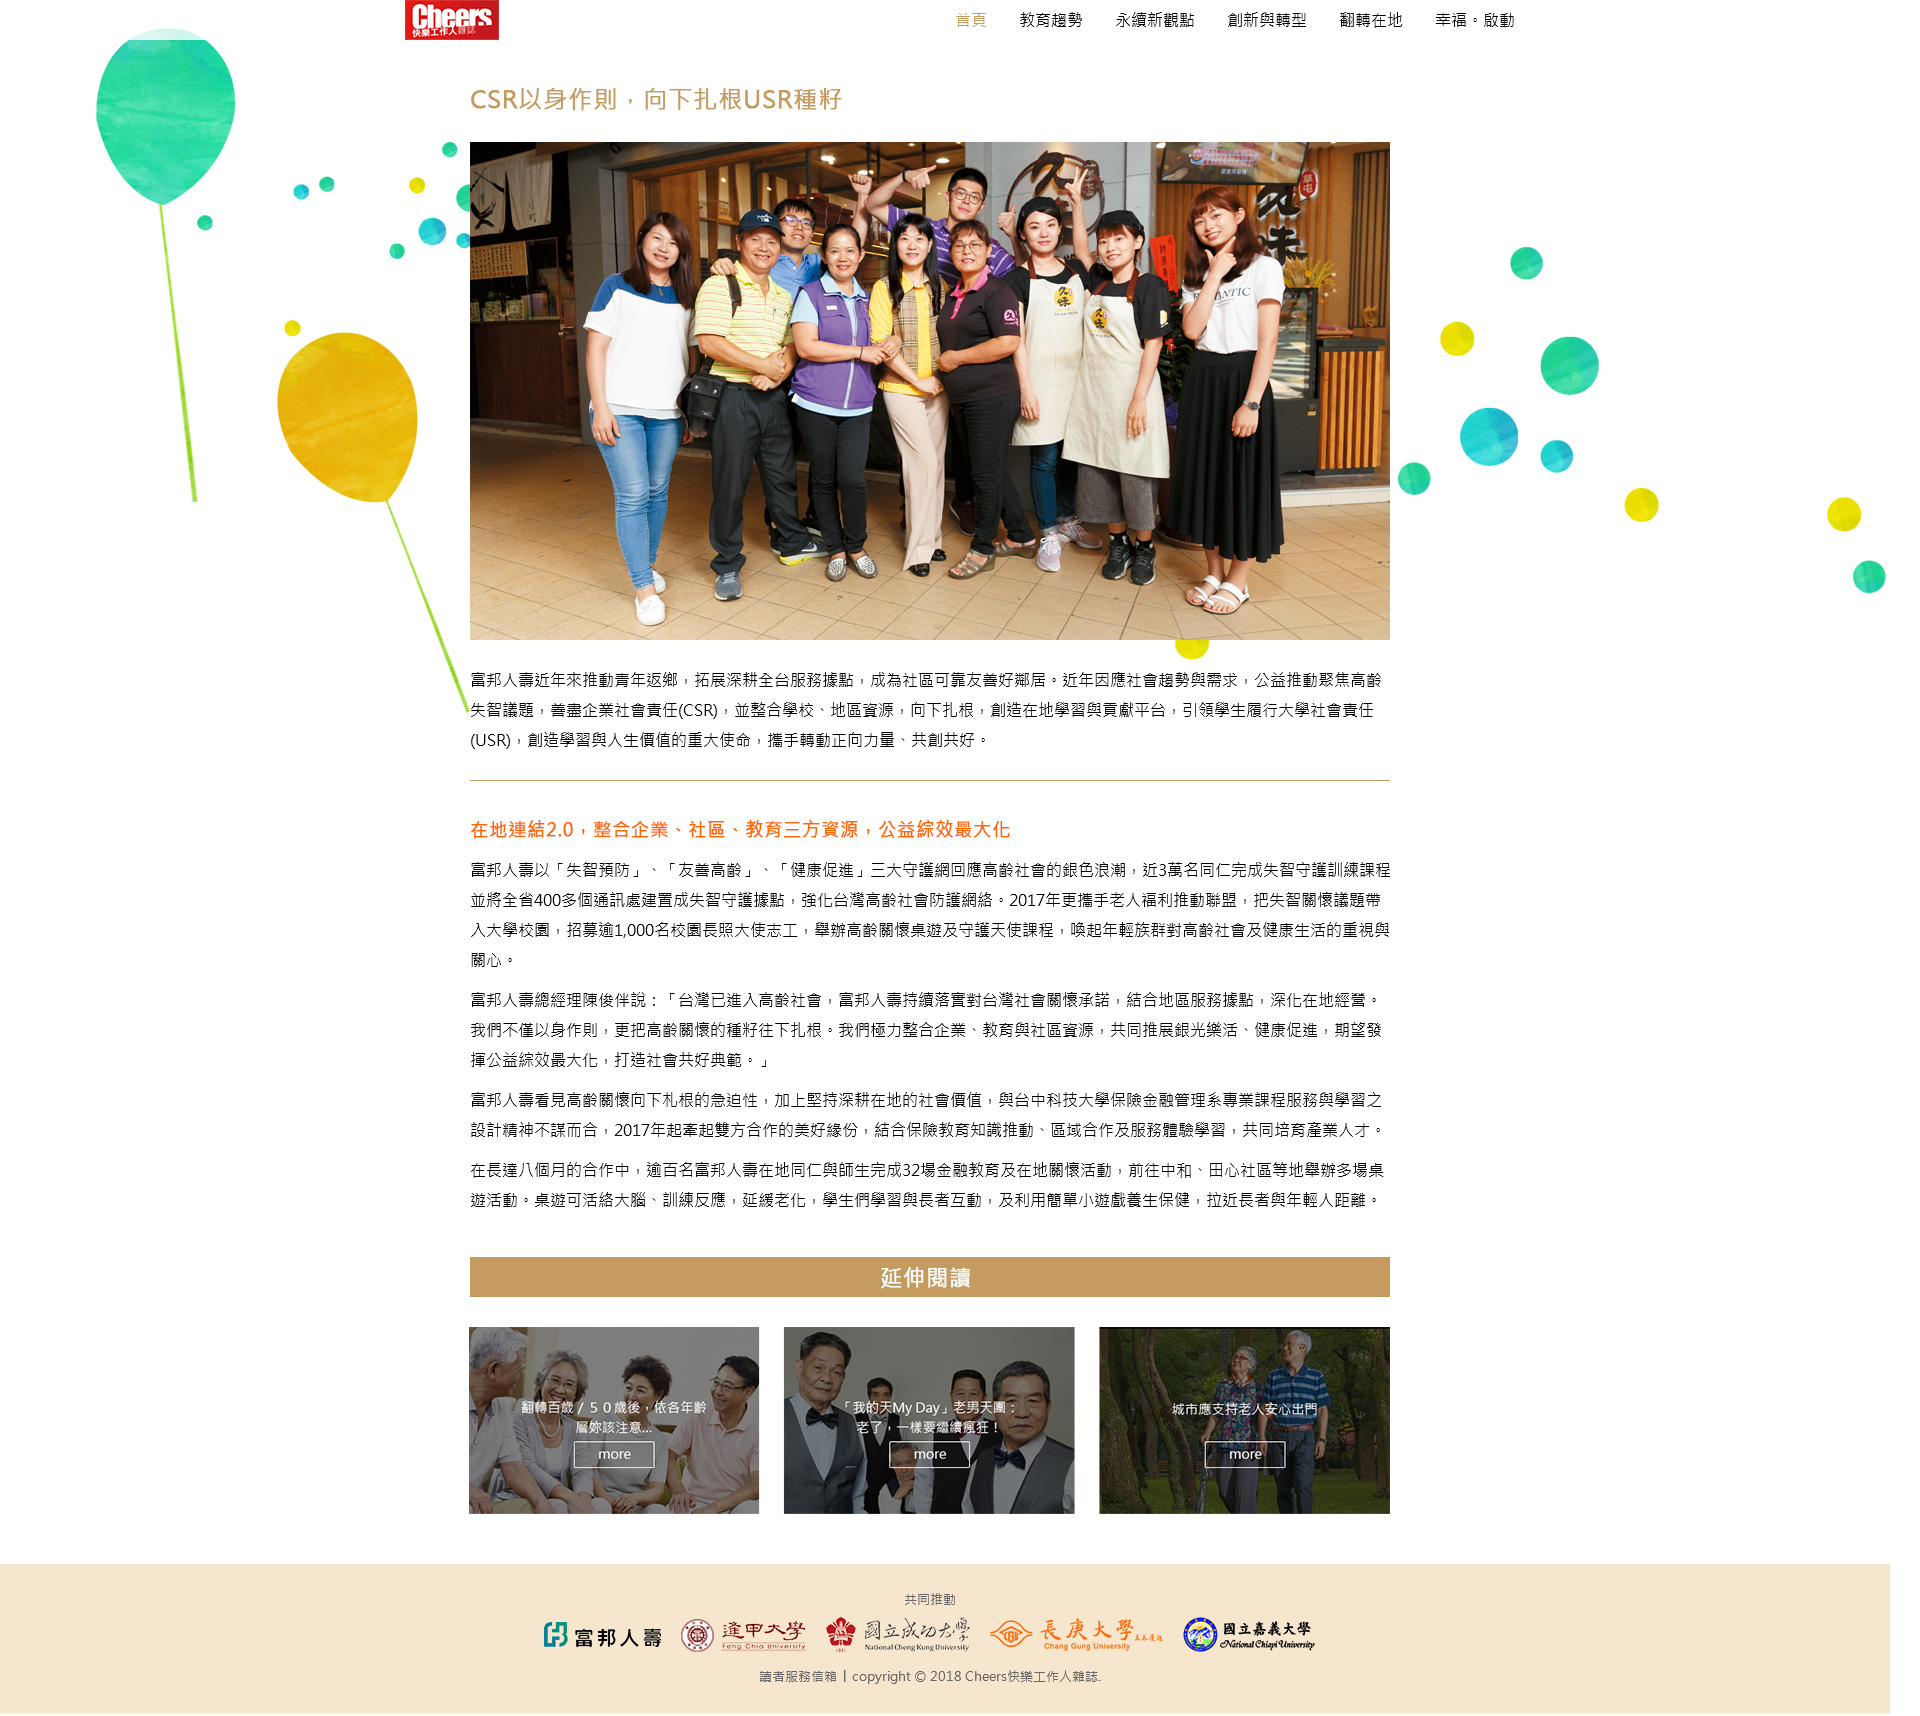 Cheers
快樂工作人雜誌
首頁 教育趨勢 永續新觀點 創新與轉型 翻轉在地 幸福。啟動
CSR以身作則，向下扎根USR種籽
久味
草屯
久味
久味
久味
久味
ROMANTIC
富邦人壽近年來推動青年返鄉，拓展深耕全台服務據點，成為社區可靠友善好鄰居。近年因應社會趨勢與需求，公益推動聚焦高齡
失智議題，善盡企業社會責任(CSR)，並整合學校、地區資源，向下扎根，創造在地學習與貢獻平台，引領學生履行大學社會責任
(USR)，創造學習與人生價值的重大使命，攜手轉動正向力量、共創共好。
在地連結2.0，整合企業、社區、教育三方資源，公益綜效最大化
富邦人壽以「失智預防」、「友善高齡」、「健康促進」三大守護網回應高齡社會的銀色浪潮，近3萬名同仁完成失智守護訓練課程
並將全省400多個通訊處建置成失智守護據點，強化台灣高齡社會防護網絡。2017年更攜手老人福利推動聯盟，把失智關懷議題帶
入大學校園，招募逾1,000名校園長照大使志工，舉辦高齡關懷桌遊及守護天使課程，喚起年輕族群對高齡社會及健康生活的重視與
關心。
富邦人壽總經理陳俊伴說：「台灣已進入高齡社會，富邦人壽持續落實對台灣社會關懷承諾，結合地區服務據點，深化在地經營。
我們不僅以身作則，更把高齡關懷的種籽往下扎根。我們極力整合企業、教育與社區資源，共同推展銀光樂活、健康促進，期望發
揮公益綜效最大化，打造社會共好典範。」
富邦人壽看見高齡關懷向下札根的急迫性，加上堅持深耕在地的社會價值，與台中科技大學保險金融管理系專業課程服務與學習之
設計精神不謀而合，2017年起牽起雙方合作的美好緣份，結合保險教育知識推動、區域合作及服務體驗學習，共同培育產業人才。
在長達八個月的合作中，逾百名富邦人壽在地同仁與師生完成32場金融教育及在地關懷活動，前往中和、田心社區等地舉辦多場桌
遊活動。桌遊可活絡大腦、訓練反應，延緩老化，學生們學習與長者互動，及利用簡單小遊戲養生保健，拉近長者與年輕人距離。
延伸閱讀
翻轉百歲／５０歲後，依各年齡
層妳該注意...
more
「我的天My Day」老男天團：
老了，一樣要繼續瘋狂！
more
城市應支持老人安心出門
more
共同推動
富邦人壽 逢甲大學 Feng Chia University 國立成功大學 National Cheng Kung University 長庚大學 Chang Gung University 國立嘉義大學 National Chiayi University
讀者服務信箱 | copyright © 2018 Cheers快樂工作人雜誌.